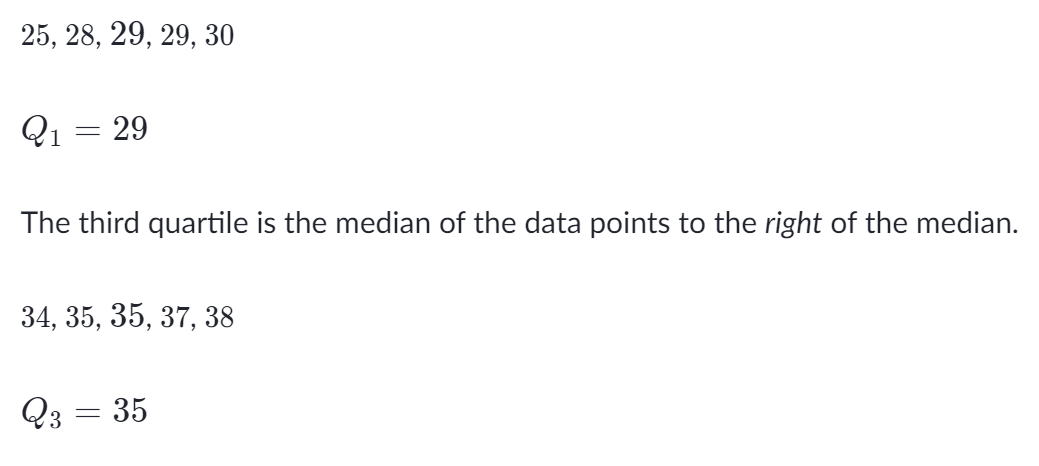 25, 28, 29, 29, 30
Q₁ = 29
The third quartile is the median of the data points to the right of the median.
34, 35, 35, 37, 38
Q₃ = 35